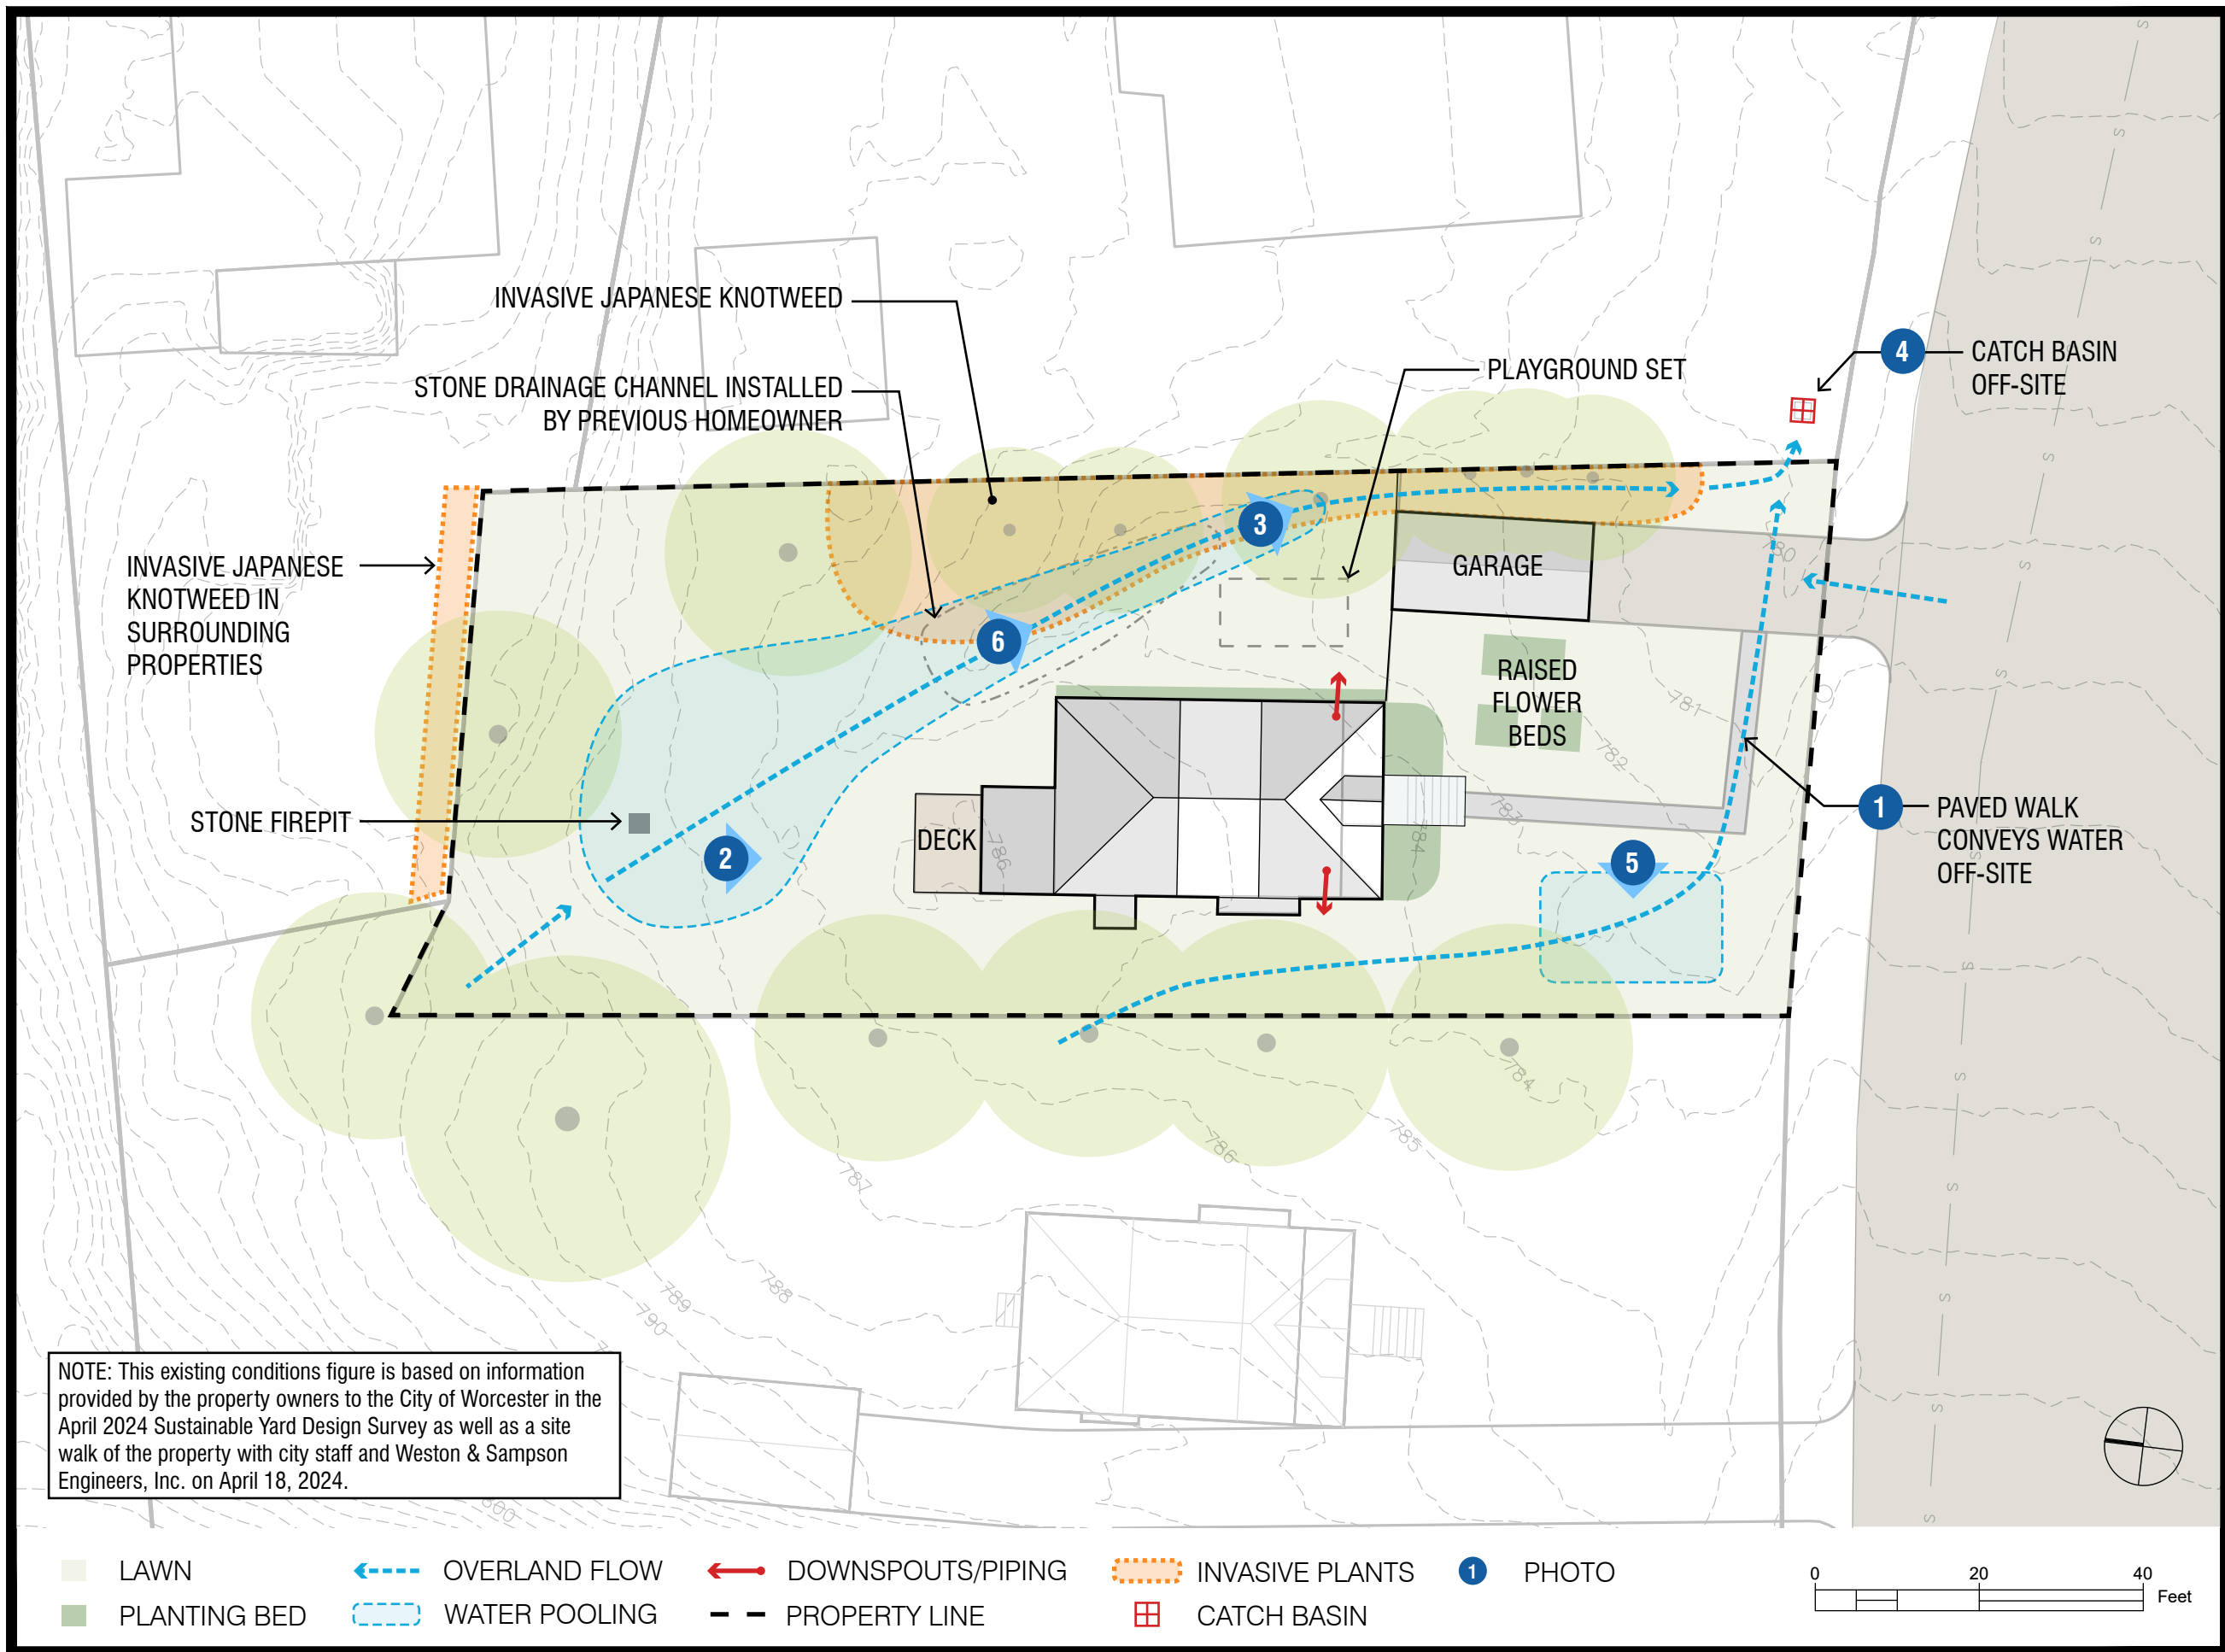 INVASIVE JAPANESE KNOTWEED
STONE DRAINAGE CHANNEL INSTALLED
BY PREVIOUS HOMEOWNER
PLAYGROUND SET
4
CATCH BASIN
OFF-SITE
3
GARAGE
780
INVASIVE JAPANESE
KNOTWEED IN
SURROUNDING
PROPERTIES
6
RAISED
FLOWER
BEDS
781
782
STONE FIREPIT
2
DECK
786
784
783
5
1
PAVED WALK
CONVEYS WATER
OFF-SITE
784
785
786
787
788
789
790
800
S
S
S
S
S
S
S
S
S
S
S
S
S
NOTE: This existing conditions figure is based on information
provided by the property owners to the City of Worcester in the
April 2024 Sustainable Yard Design Survey as well as a site
walk of the property with city staff and Weston & Sampson
Engineers, Inc. on April 18, 2024.
LAWN
OVERLAND FLOW
DOWNSPOUTS/PIPING
INVASIVE PLANTS
1
PHOTO
PLANTING BED
WATER POOLING
PROPERTY LINE
CATCH BASIN
0 20 40
Feet